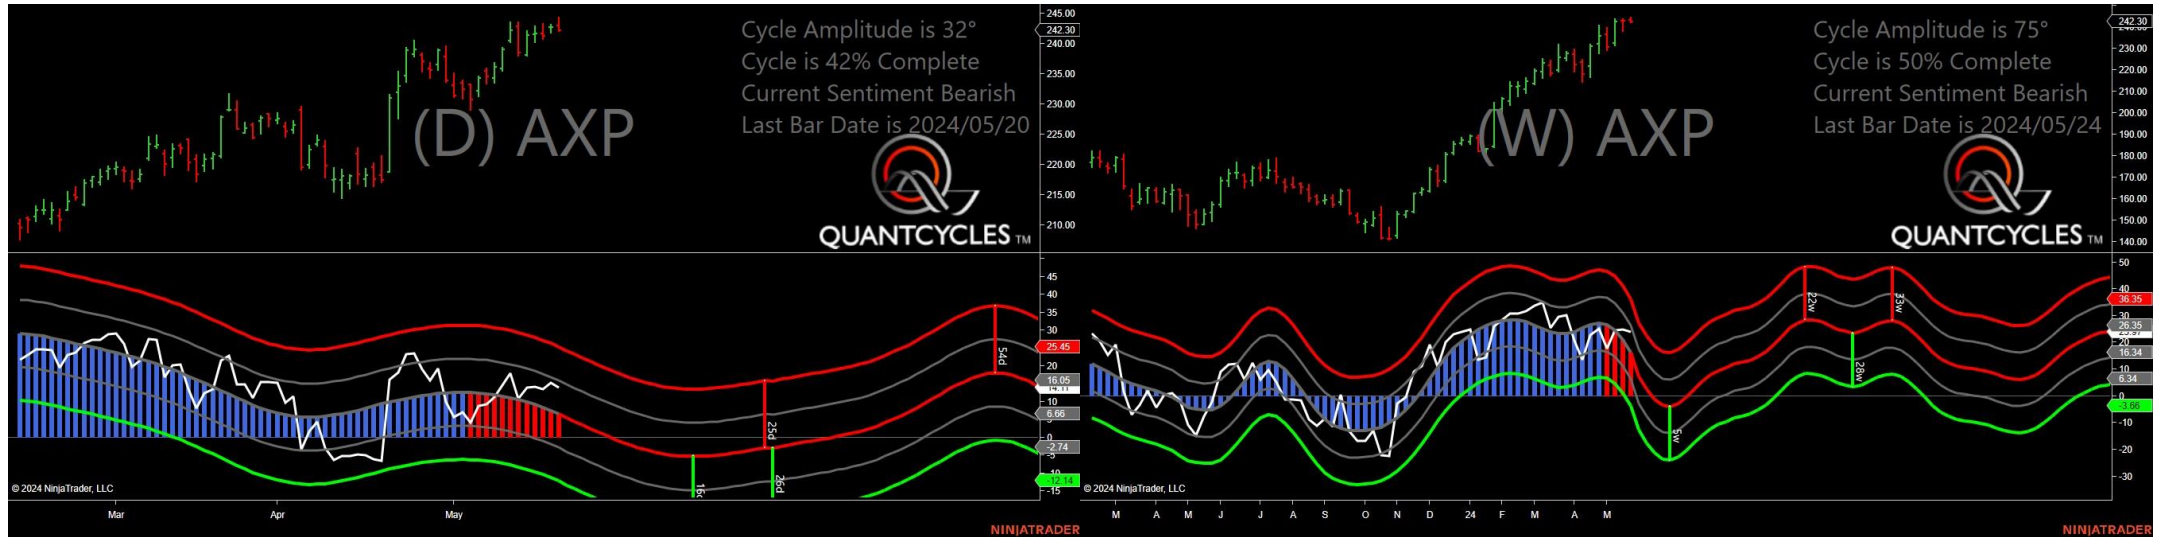 Cycle Amplitude is 32°
Cycle is 42% Complete
Current Sentiment Bearish
Last Bar Date is 2024/05/20
(D) AXP
QUANTCYCLES TM
245.00
242.30
240.00
235.00
230.00
225.00
220.00
215.00
210.00
45
40
35
30
25.45
20
16.05
10
6.66
0
-2.74
-5
-10
-12.14
-15
16d
25d
26d
54d
© 2024 NinjaTrader, LLC
Mar Apr May
NINJATRADER
Cycle Amplitude is 75°
Cycle is 50% Complete
Current Sentiment Bearish
Last Bar Date is 2024/05/24
(W) AXP
QUANTCYCLES TM
242.30
230.00
220.00
210.00
200.00
190.00
180.00
170.00
160.00
150.00
140.00
50
40
36.35
30
26.35
20
16.34
10
6.34
0
-3.66
-10
-20
-30
5w
22w
28w
33w
© 2024 NinjaTrader, LLC
M A M J J A S O N D 24 F M A M
NINJATRADER